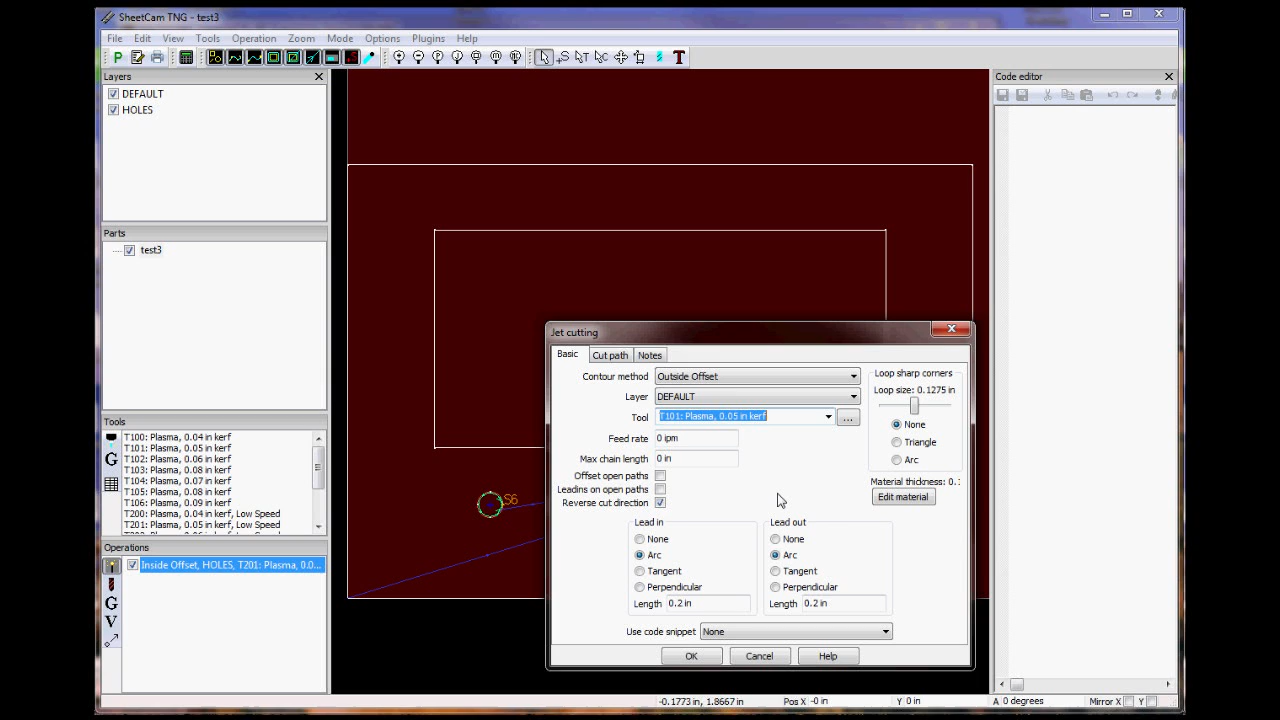 SheetCam TNG - test3
File Edit View Tools Operation Zoom Mode Options Plugins Help
Layers
DEFAULT
HOLES
Parts
test3
Tools
T100: Plasma, 0.04 in kerf
T101: Plasma, 0.05 in kerf
T102: Plasma, 0.06 in kerf
T103: Plasma, 0.08 in kerf
T104: Plasma, 0.07 in kerf
T105: Plasma, 0.08 in kerf
T106: Plasma, 0.09 in kerf
T200: Plasma, 0.04 in kerf, Low Speed
T201: Plasma, 0.05 in kerf, Low Speed
Operations
Inside Offset, HOLES, T201: Plasma, 0.0...
S6
Code editor
Jet cutting
Basic Cut path Notes
Contour method Outside Offset
Layer DEFAULT
Tool T101: Plasma, 0.05 in kerf ...
Feed rate 0 ipm
Max chain length 0 in
Offset open paths
Leadins on open paths
Reverse cut direction
Loop sharp corners
Loop size: 0.1275 in
None
Triangle
Arc
Material thickness: 0.:
Edit material
Lead in
None
Arc
Tangent
Perpendicular
Length 0.2 in
Lead out
None
Arc
Tangent
Perpendicular
Length 0.2 in
Use code snippet None
OK Cancel Help
-0.1773 in, 1.8667 in Pos X -0 in Y 0 in A 0 degrees Mirror X Y